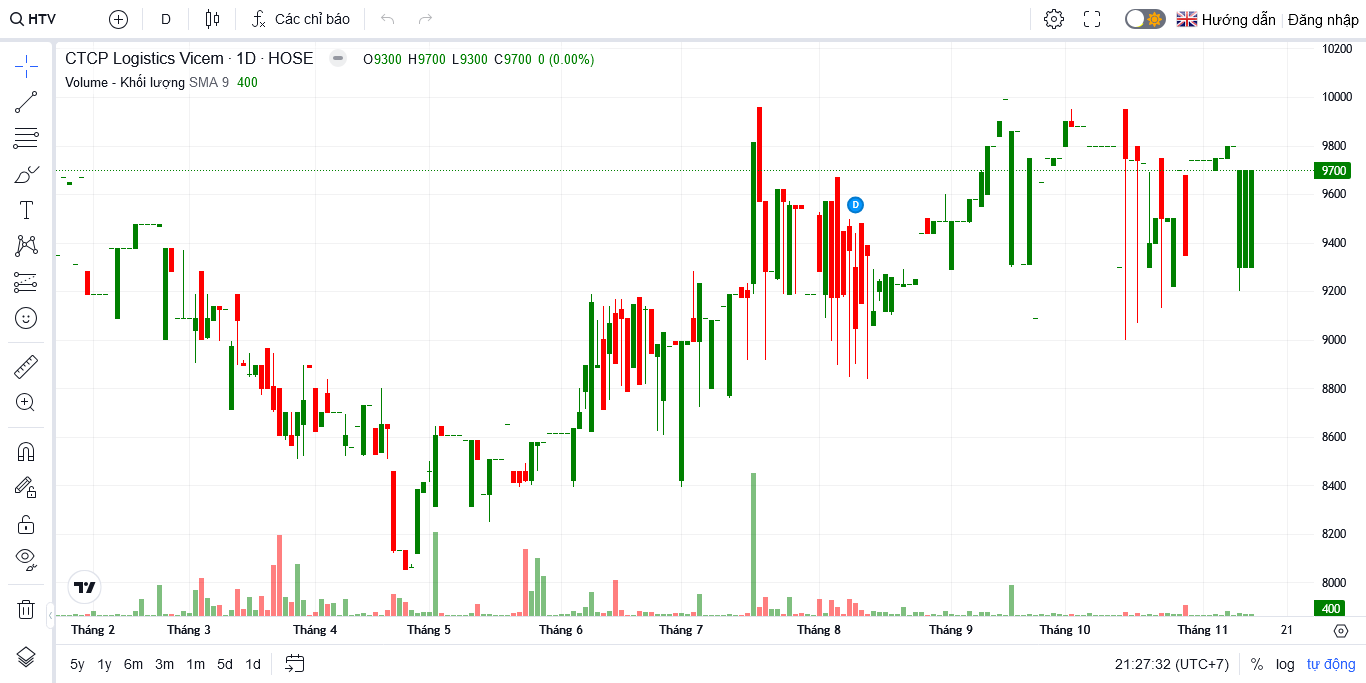 HTV D Các chỉ báo Hướng dẫn Đăng nhập
CTCP Logistics Vicem · 1D · HOSE O9300 H9700 L9300 C9700 0 (0.00%)
Volume - Khối lượng SMA 9 400
10200
10000
9800
9700
9600
9400
9200
9000
8800
8600
8400
8200
8000
400
D
Tháng 2 Tháng 3 Tháng 4 Tháng 5 Tháng 6 Tháng 7 Tháng 8 Tháng 9 Tháng 10 Tháng 11 21
5y 1y 6m 3m 1m 5d 1d 21:27:32 (UTC+7) % log tự động